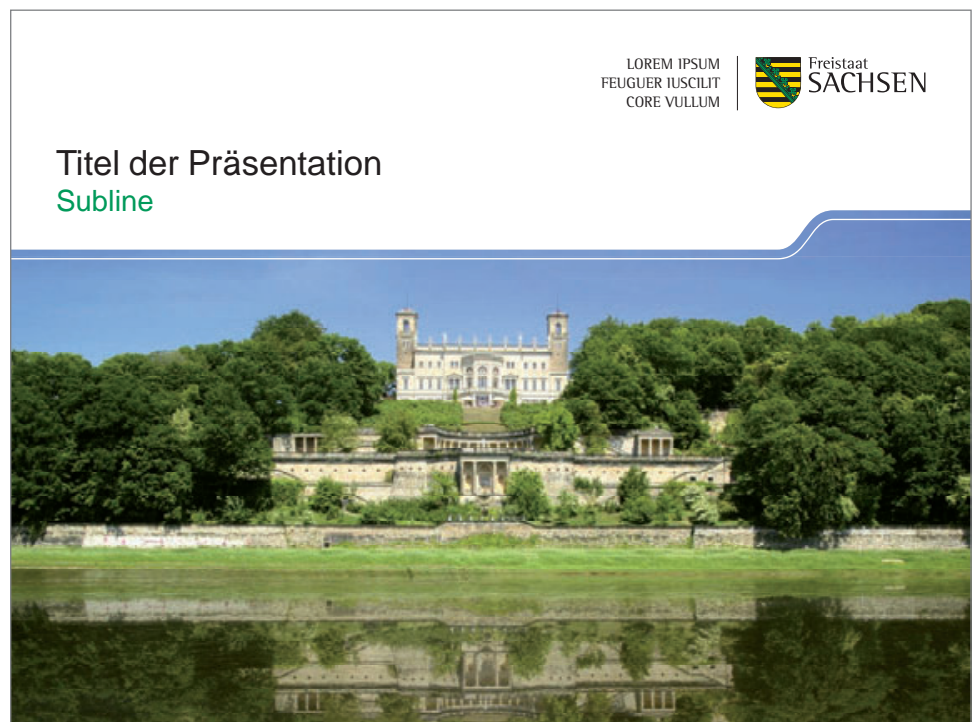 LOREM IPSUM
FEUGUER IUSCILIT
CORE VULLUM
Freistaat
SACHSEN
Titel der Präsentation
Subline